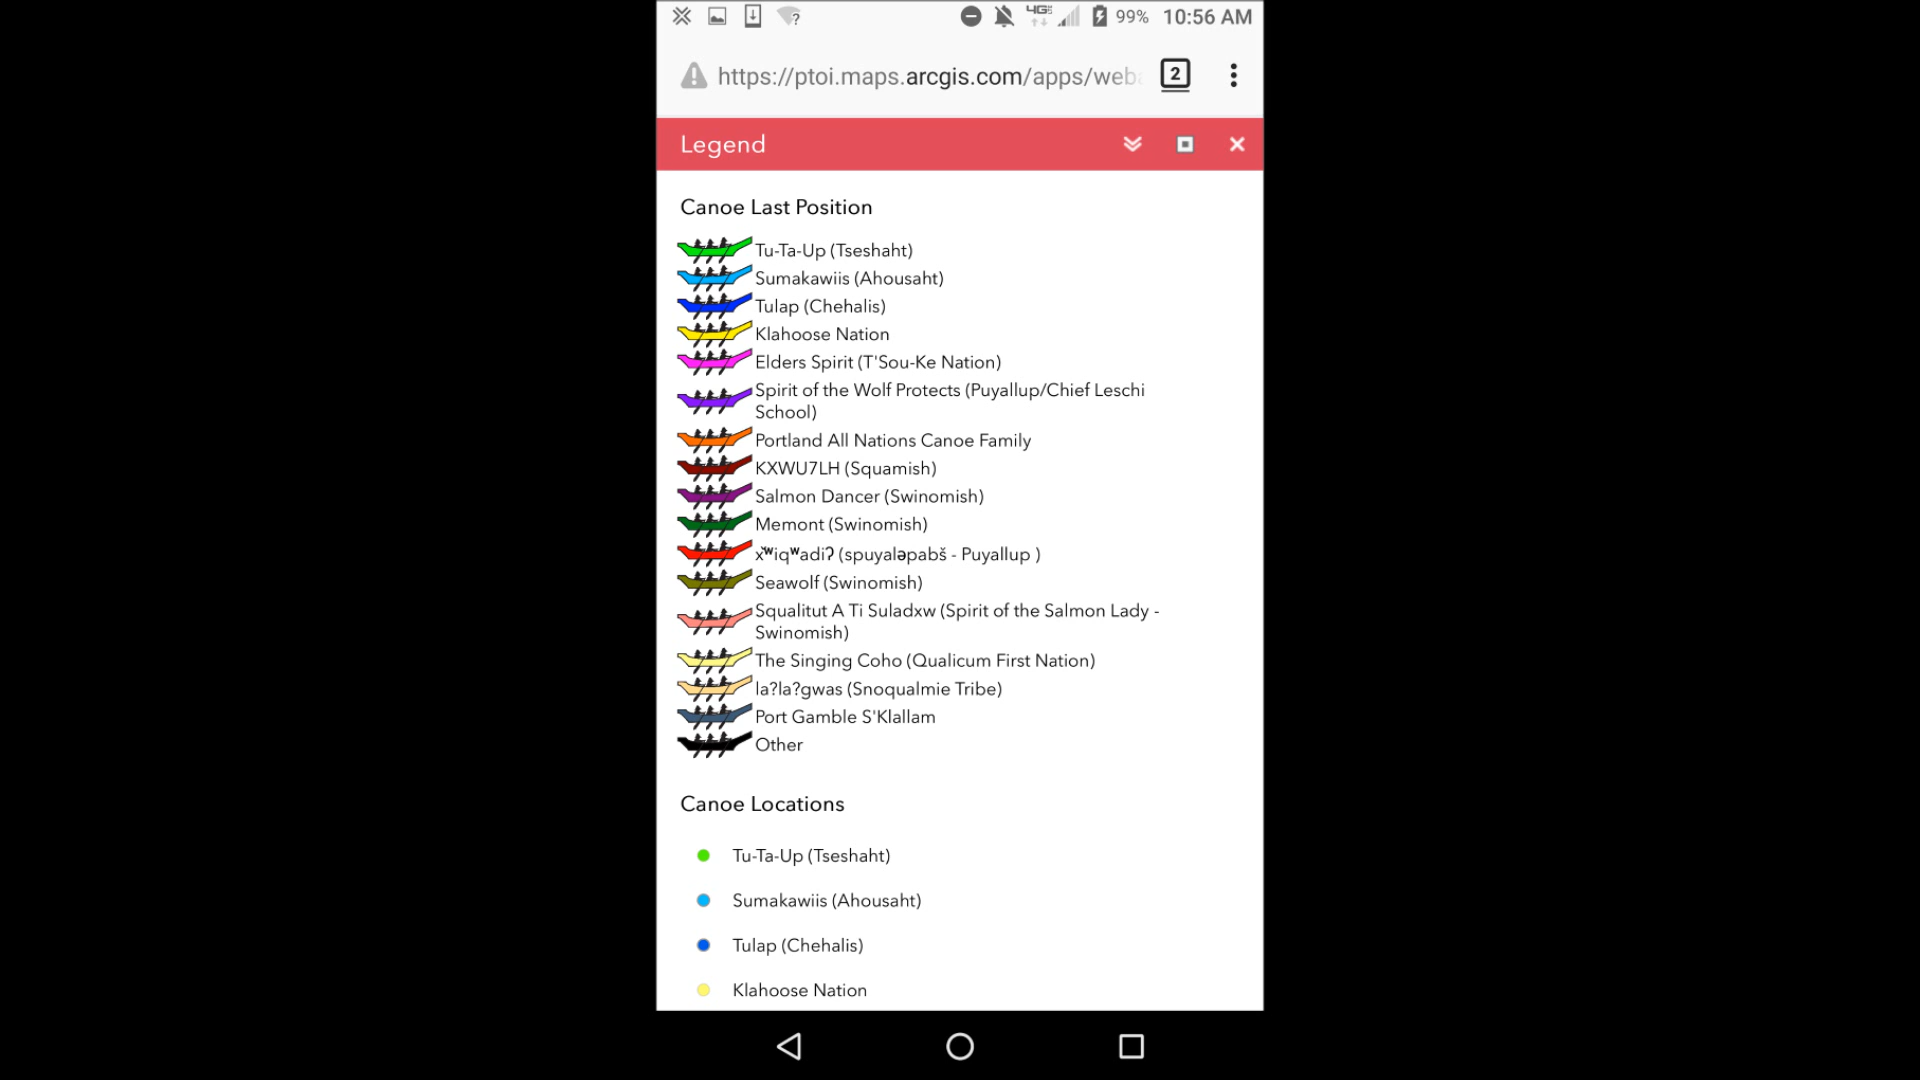 99% 10:56 AM
https://ptoi.maps.arcgis.com/apps/weba
2
Legend
Canoe Last Position
Tu-Ta-Up (Tseshaht)
Sumakawiis (Ahousaht)
Tulap (Chehalis)
Klahoose Nation
Elders Spirit (T'Sou-Ke Nation)
Spirit of the Wolf Protects (Puyallup/Chief Leschi
School)
Portland All Nations Canoe Family
KXWU7LH (Squamish)
Salmon Dancer (Swinomish)
Memont (Swinomish)
x̌ʷiqʷadiʔ (spuyaləpabš - Puyallup )
Seawolf (Swinomish)
Squalitut A Ti Suladxw (Spirit of the Salmon Lady -
Swinomish)
The Singing Coho (Qualicum First Nation)
la?la?gwas (Snoqualmie Tribe)
Port Gamble S'Klallam
Other
Canoe Locations
Tu-Ta-Up (Tseshaht)
Sumakawiis (Ahousaht)
Tulap (Chehalis)
Klahoose Nation